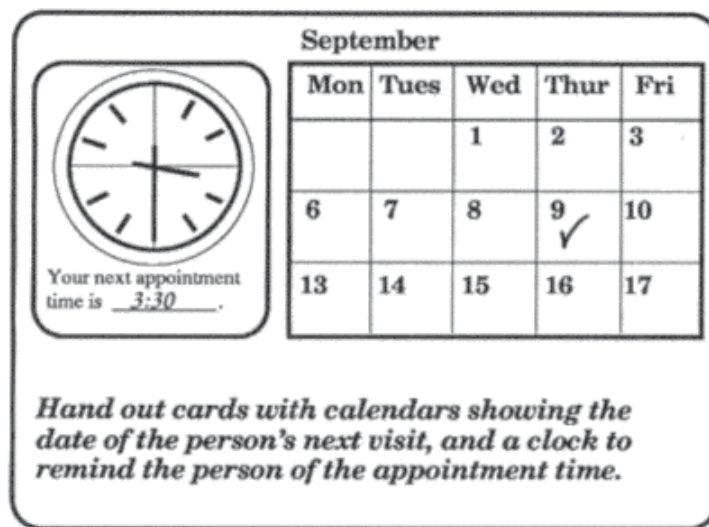 September
Mon Tues Wed Thur Fri
1 2 3
6 7 8 9 10
13 14 15 16 17
Your next appointment
time is 3:30.
Hand out cards with calendars showing the
date of the person's next visit, and a clock to
remind the person of the appointment time.